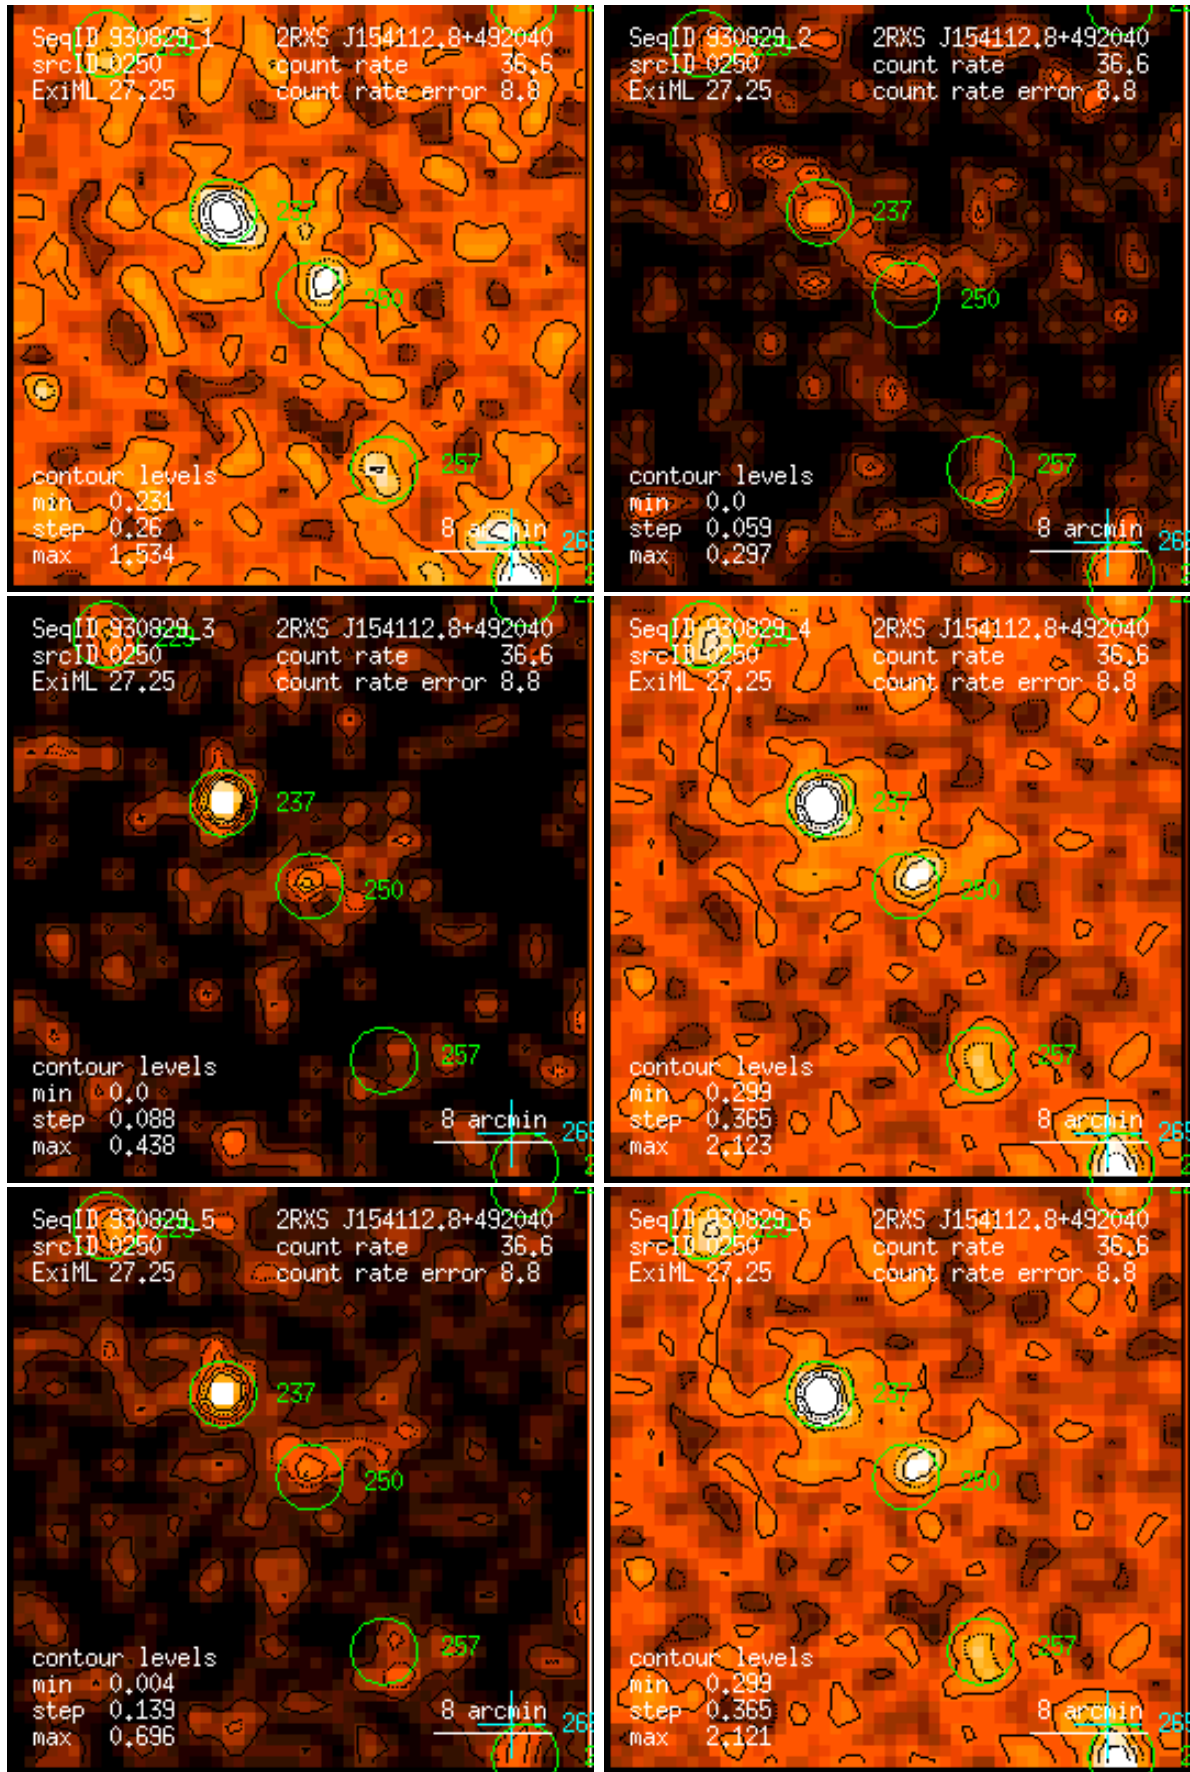 SeqID 930829_1 2RXS J154112.8+492040
srcID 0250 count rate 36.6
ExiML 27.25 count rate error 8.8
229
237
250
257
contour levels
min 0.231
step 0.26
max 1.534
8 arcmin
SeqID 930829_2 2RXS J154112.8+492040
srcID 0250 count rate 36.6
ExiML 27.25 count rate error 8.8
229
237
250
257
contour levels
min 0.0
step 0.059
max 0.297
8 arcmin
SeqID 930829_3 2RXS J154112.8+492040
srcID 0250 count rate 36.6
ExiML 27.25 count rate error 8.8
229
237
250
257
contour levels
min 0.0
step 0.088
max 0.438
8 arcmin
SeqID 930829_4 2RXS J154112.8+492040
srcID 0250 count rate 36.6
ExiML 27.25 count rate error 8.8
229
237
250
257
contour levels
min 0.299
step 0.365
max 2.123
8 arcmin
SeqID 930829_5 2RXS J154112.8+492040
srcID 0250 count rate 36.6
ExiML 27.25 count rate error 8.8
229
237
250
257
contour levels
min 0.004
step 0.139
max 0.696
8 arcmin
SeqID 930829_6 2RXS J154112.8+492040
srcID 0250 count rate 36.6
ExiML 27.25 count rate error 8.8
229
237
250
257
contour levels
min 0.299
step 0.365
max 2.121
8 arcmin